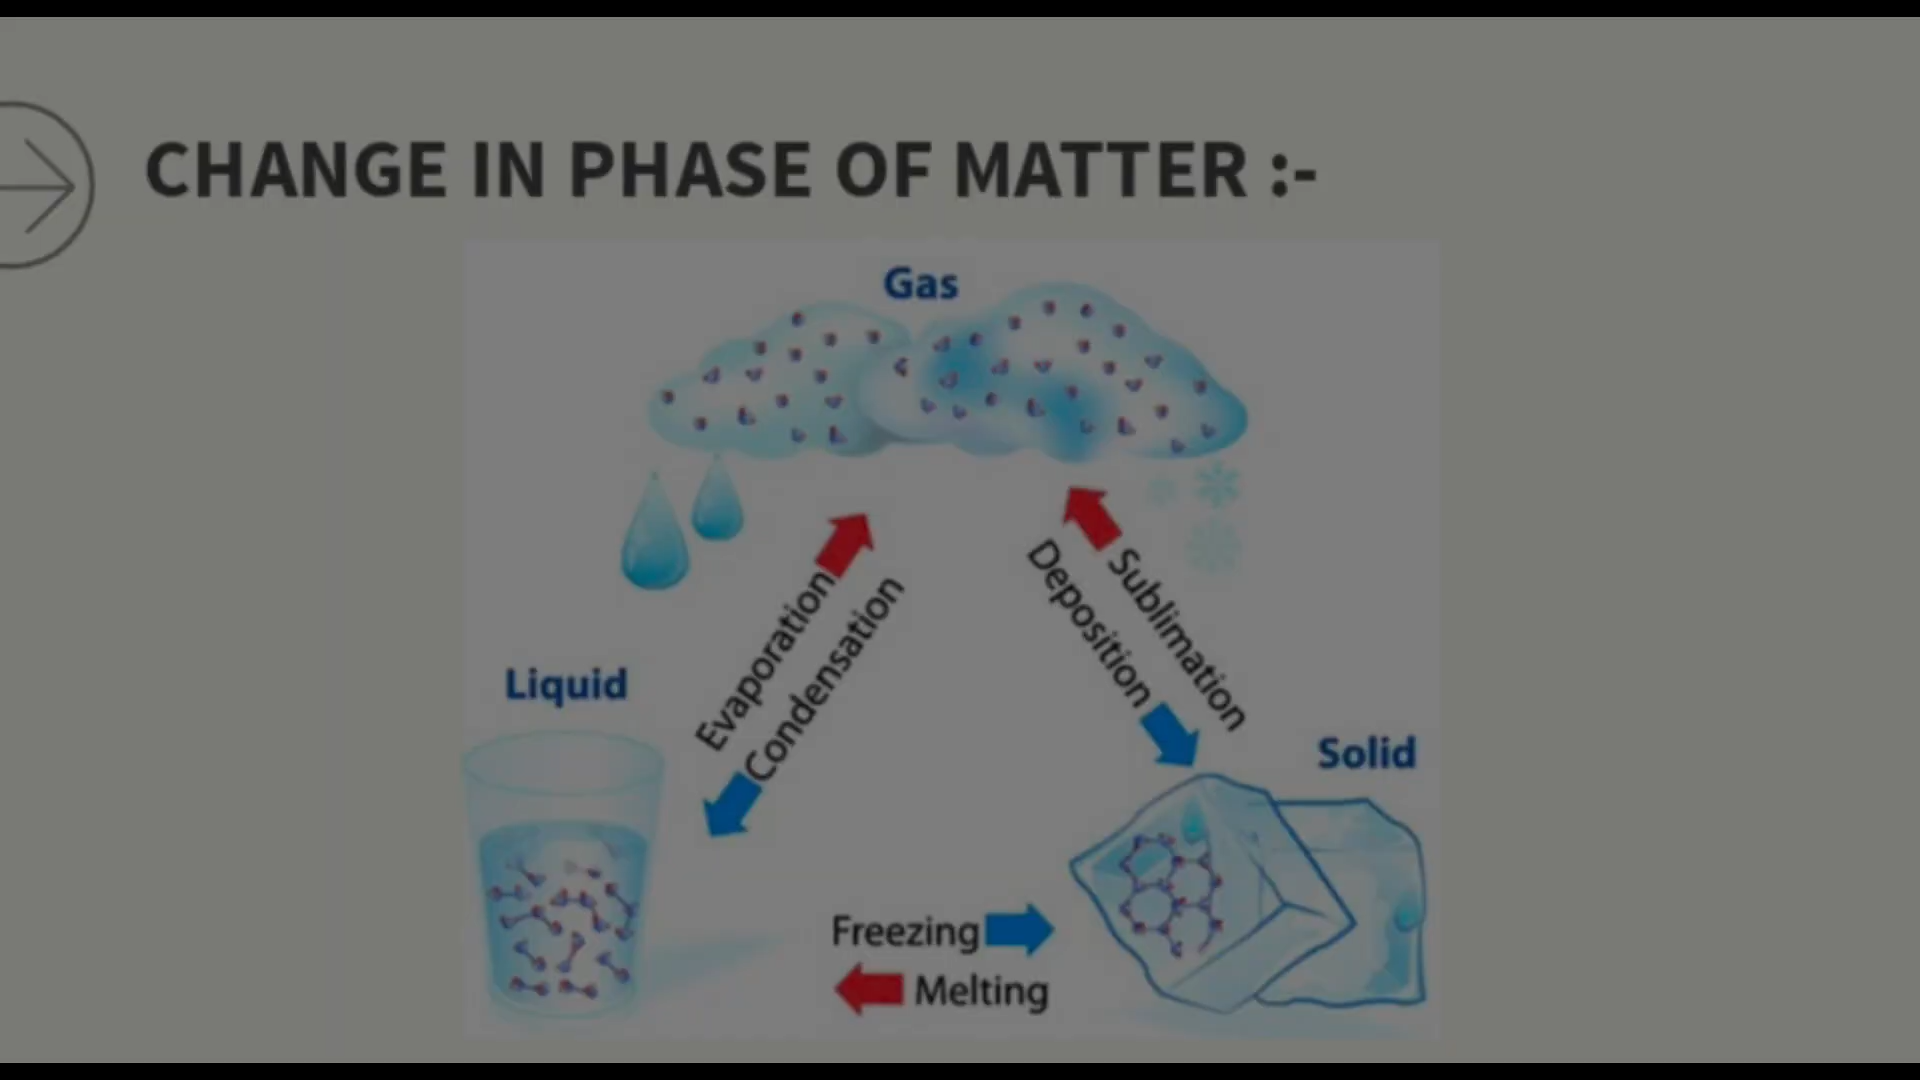 CHANGE IN PHASE OF MATTER :-
Gas
Evaporation
Condensation
Deposition
Sublimation
Liquid
Solid
Freezing
Melting